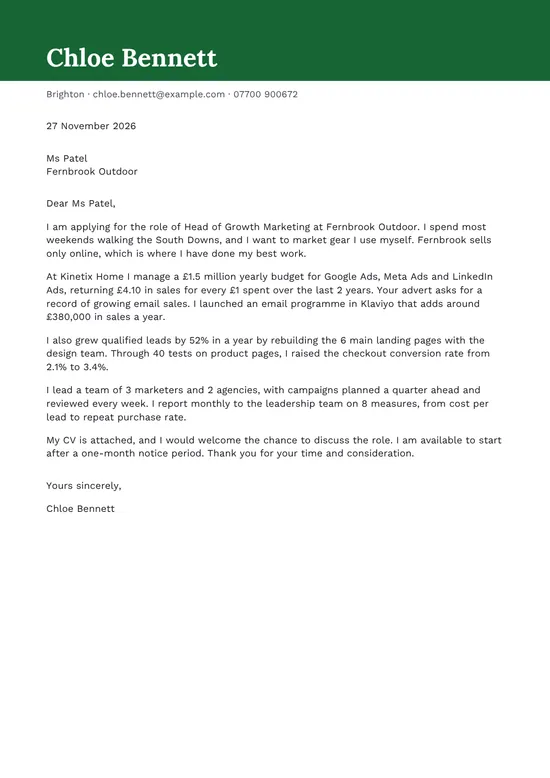 Chloe Bennett
Brighton · chloe.bennett@example.com · 07700 900672
27 November 2026
Ms Patel
Fernbrook Outdoor
Dear Ms Patel,
I am applying for the role of Head of Growth Marketing at Fernbrook Outdoor. I spend most
weekends walking the South Downs, and I want to market gear I use myself. Fernbrook sells
only online, which is where I have done my best work.
At Kinetix Home I manage a £1.5 million yearly budget for Google Ads, Meta Ads and LinkedIn
Ads, returning £4.10 in sales for every £1 spent over the last 2 years. Your advert asks for a
record of growing email sales. I launched an email programme in Klaviyo that adds around
£380,000 in sales a year.
I also grew qualified leads by 52% in a year by rebuilding the 6 main landing pages with the
design team. Through 40 tests on product pages, I raised the checkout conversion rate from
2.1% to 3.4%.
I lead a team of 3 marketers and 2 agencies, with campaigns planned a quarter ahead and
reviewed every week. I report monthly to the leadership team on 8 measures, from cost per
lead to repeat purchase rate.
My CV is attached, and I would welcome the chance to discuss the role. I am available to start
after a one-month notice period. Thank you for your time and consideration.
Yours sincerely,
Chloe Bennett